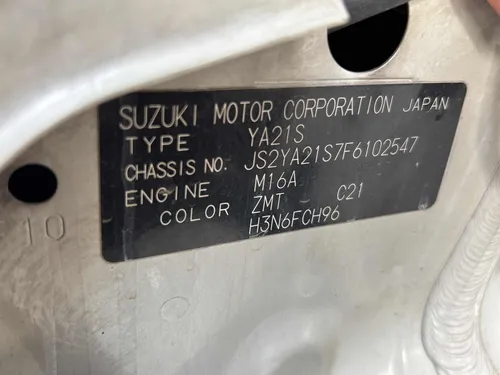 SUZUKI MOTOR CORPORATION JAPAN
TYPE YA21S
CHASSIS NO. JS2YA21S7F6102547
ENGINE M16A
COLOR ZMT C21
H3N6FCH96
10